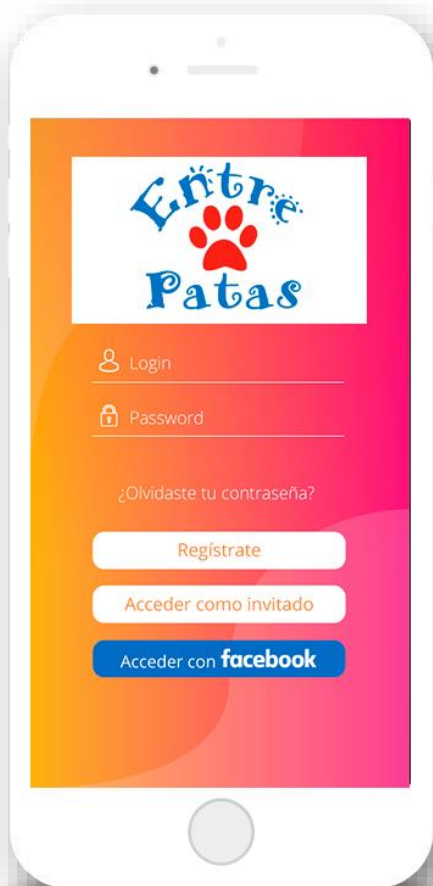 Entre
Patas
Login
Password
¿Olvidaste tu contraseña?
Regístrate
Acceder como invitado
Acceder con facebook